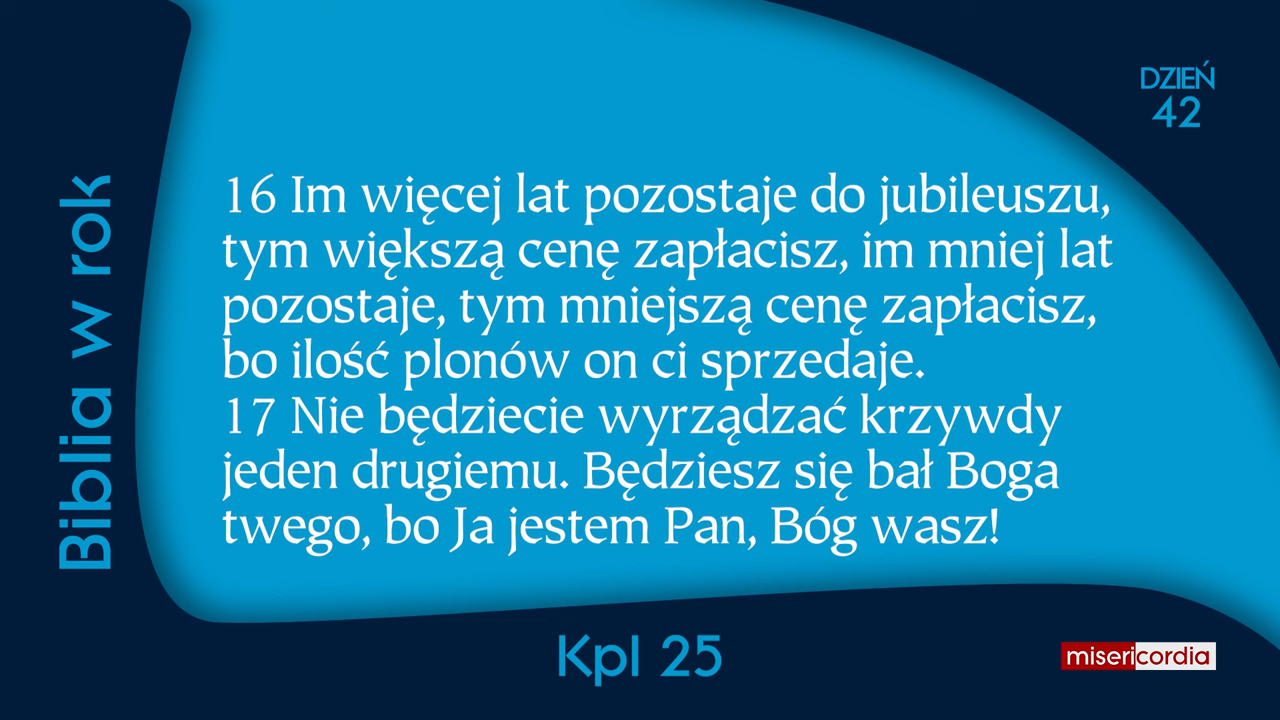 DZIEŃ
42
Biblia w rok
16 Im więcej lat pozostaje do jubileuszu,
tym większą cenę zapłacisz, im mniej lat
pozostaje, tym mniejszą cenę zapłacisz,
bo ilość plonów on ci sprzedaje.
17 Nie będziecie wyrządzać krzywdy
jeden drugiemu. Będziesz się bał Boga
twego, bo Ja jestem Pan, Bóg wasz!
Kpl 25
misericordia